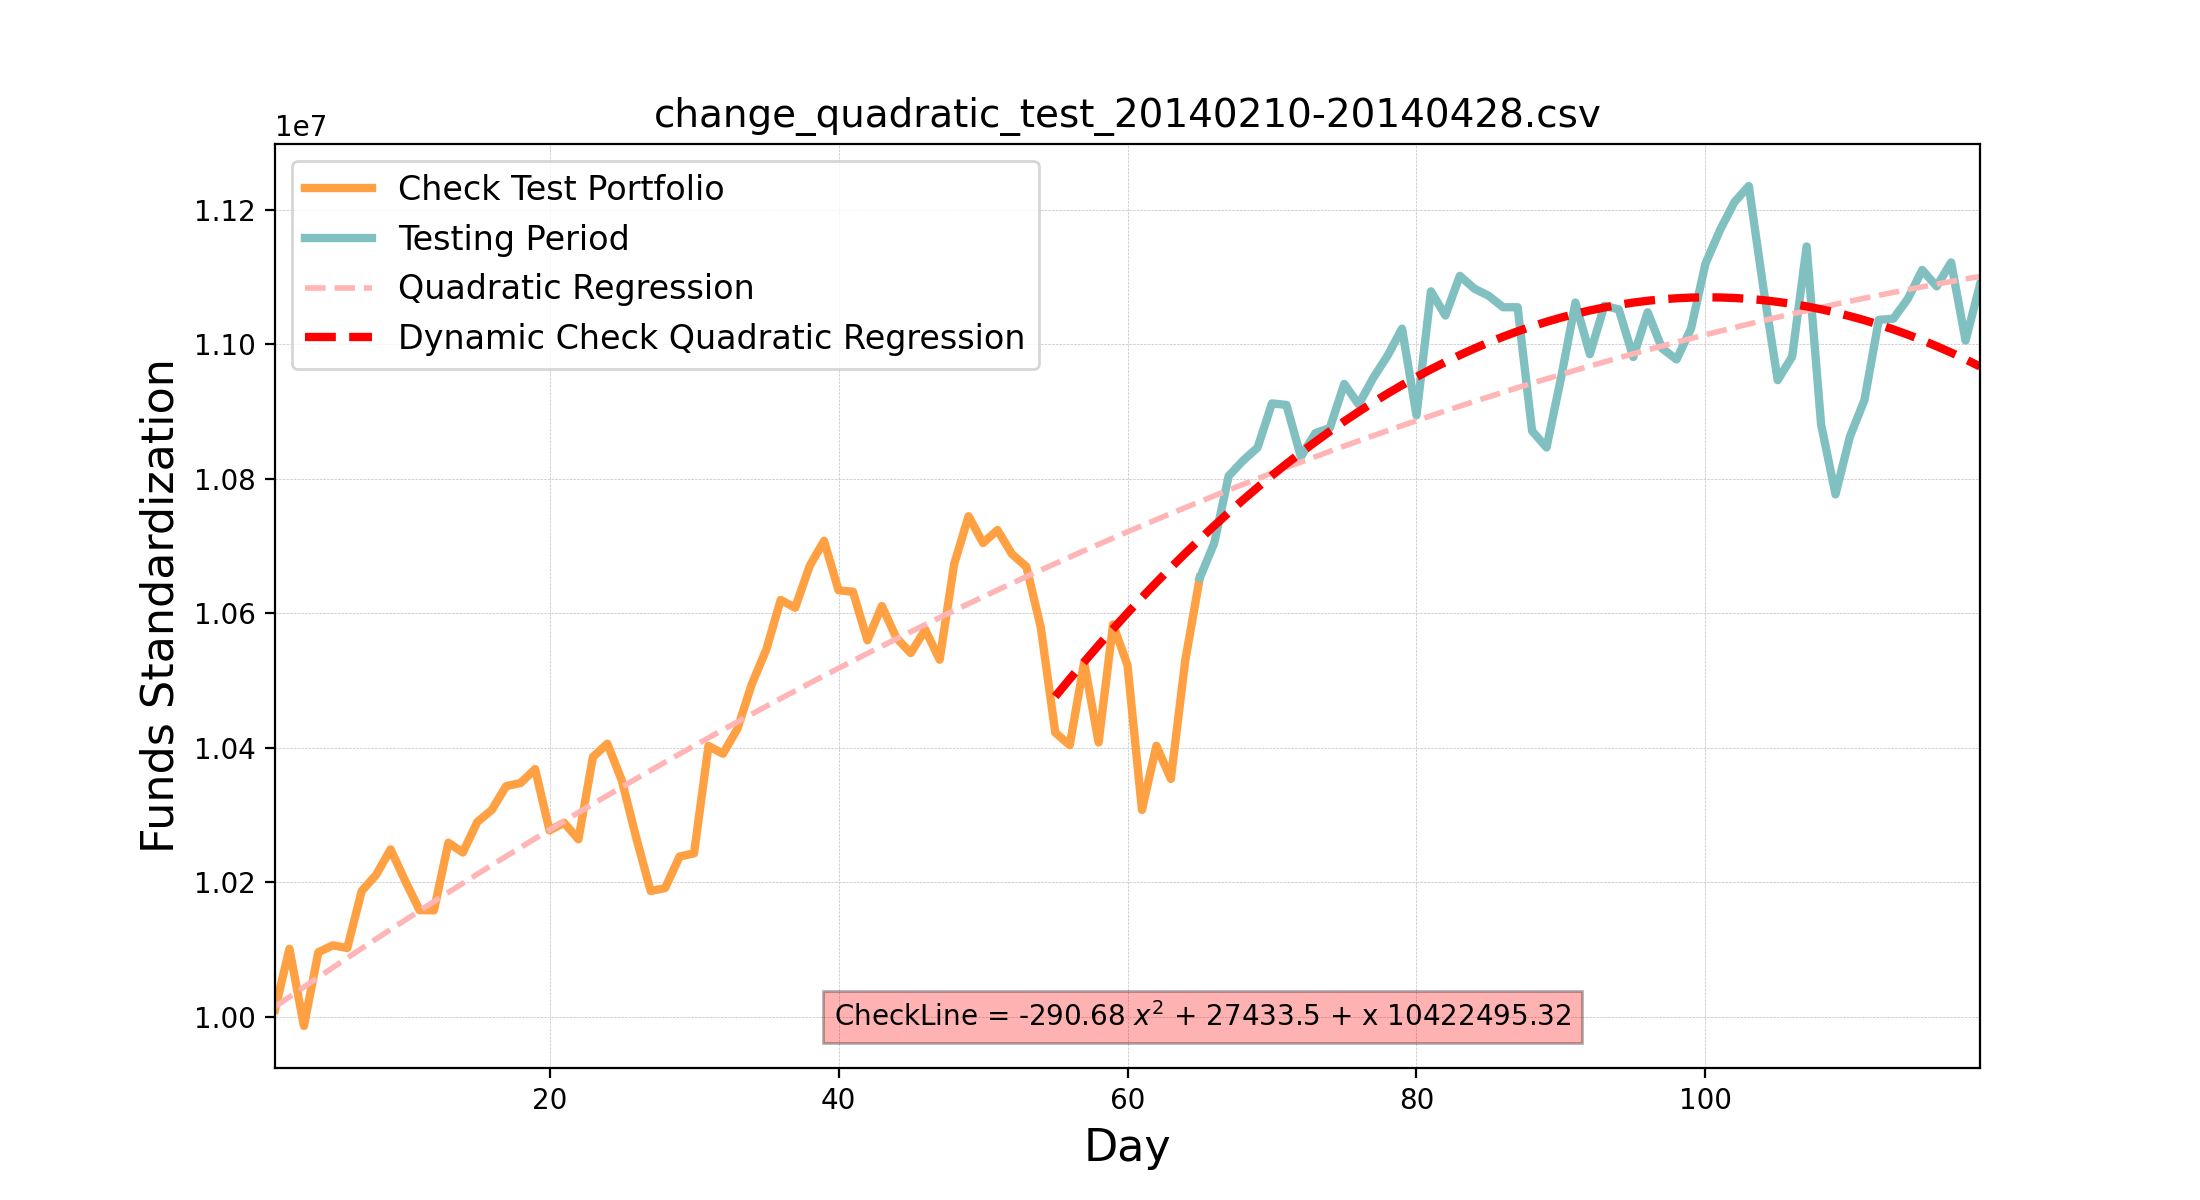 change_quadratic_test_20140210-20140428.csv
1e7
Check Test Portfolio
Testing Period
Quadratic Regression
Dynamic Check Quadratic Regression
1.12
1.10
1.08
1.06
1.04
1.02
1.00
Funds Standardization
CheckLine = -290.68 x² + 27433.5 + x 10422495.32
20 40 60 80 100
Day